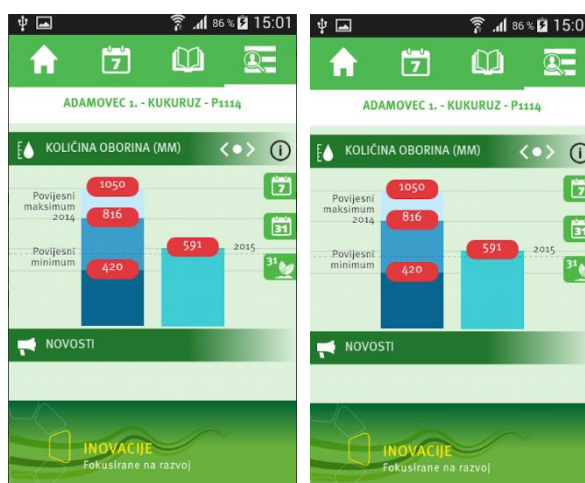 86 % 15:01
7
ADAMOVEC 1. - KUKURUZ - P1114
KOLIČINA OBORINA (MM)
i
1050
Povijesni
maksimum
2014
816
7
31
Povijesni
minimum
420
591
2015
31
NOVOSTI
INOVACIJE
Fokusirane na razvoj
86 % 15:0
7
ADAMOVEC 1. - KUKURUZ - P1114
KOLIČINA OBORINA (MM)
i
1050
Povijesni
maksimum
2014
816
7
31
Povijesni
minimum
420
591
2015
31
NOVOSTI
INOVACIJE
Fokusirane na razvoj